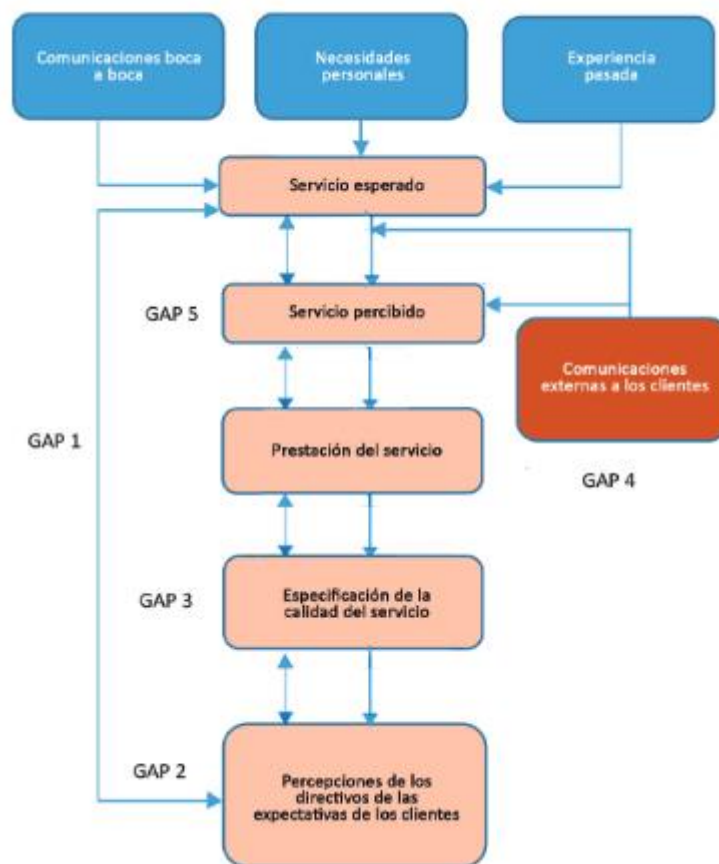 Comunicaciones boca
a boca
Necesidades
personales
Experiencia
pasada
Servicio esperado
GAP 5
Servicio percibido
Comunicaciones
externas a los clientes
GAP 1
Prestación del servicio
GAP 4
GAP 3
Especificación de la
calidad del servicio
GAP 2
Percepciones de los
directivos de las
expectativas de los clientes